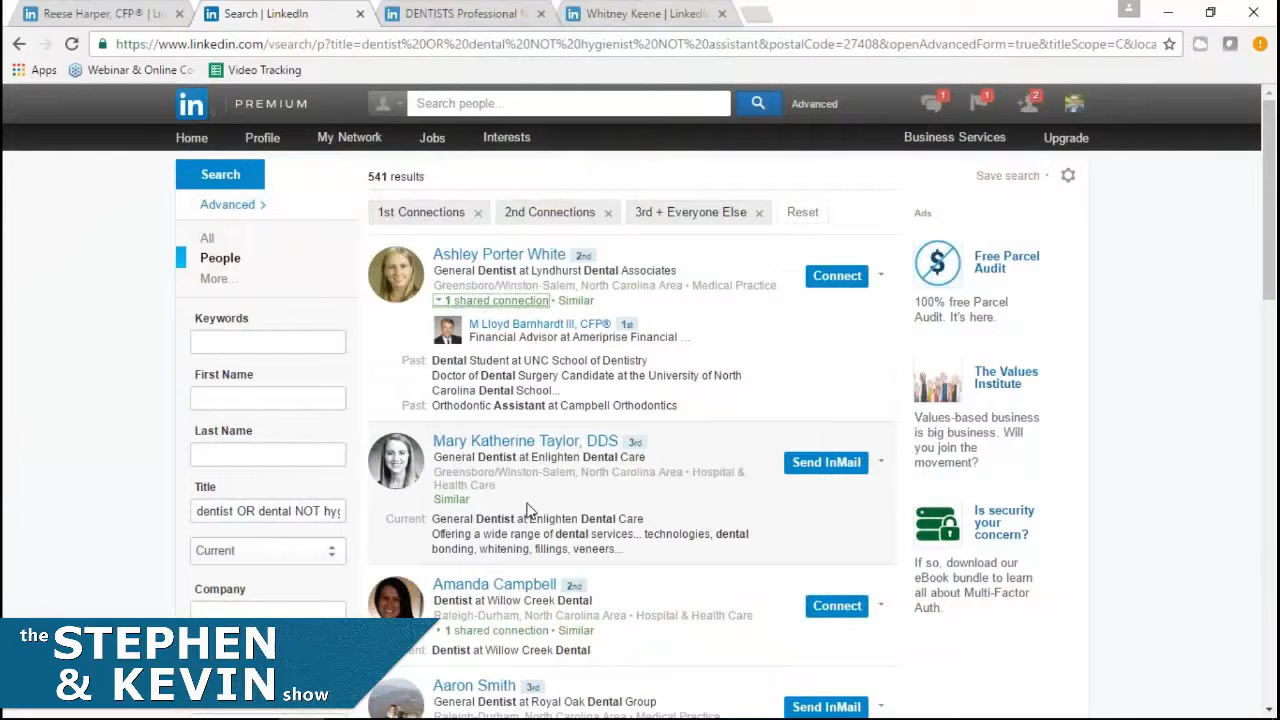 Reese Harper, CFP® | Li
Search | LinkedIn
DENTISTS Professional N
Whitney Keene | LinkedIn
https://www.linkedin.com/vsearch/p?title=dentist%20OR%20dental%20NOT%20hygienist%20NOT%20assistant&postalCode=27408&openAdvancedForm=true&titleScope=C&loca
Apps
Webinar & Online Co
Video Tracking
in PREMIUM
Search people...
Advanced
1
1
2
Home
Profile
My Network
Jobs
Interests
Business Services
Upgrade
Search
Advanced >
All
People
More...
Keywords
First Name
Last Name
Title
dentist OR dental NOT hyg
Current
Company
541 results
Save search
1st Connections ×
2nd Connections ×
3rd + Everyone Else ×
Reset
Ashley Porter White 2nd
General Dentist at Lyndhurst Dental Associates
Greensboro/Winston-Salem, North Carolina Area • Medical Practice
1 shared connection • Similar
Connect
M Lloyd Barnhardt III, CFP® 1st
Financial Advisor at Ameriprise Financial ...
Past: Dental Student at UNC School of Dentistry
Doctor of Dental Surgery Candidate at the University of North
Carolina Dental School...
Past: Orthodontic Assistant at Campbell Orthodontics
Mary Katherine Taylor, DDS 3rd
General Dentist at Enlighten Dental Care
Greensboro/Winston-Salem, North Carolina Area • Hospital &
Health Care
Similar
Send InMail
Current: General Dentist at Enlighten Dental Care
Offering a wide range of dental services... technologies, dental
bonding, whitening, fillings, veneers...
Amanda Campbell 2nd
Dentist at Willow Creek Dental
Raleigh-Durham, North Carolina Area • Hospital & Health Care
1 shared connection • Similar
Connect
Current: Dentist at Willow Creek Dental
Aaron Smith 3rd
General Dentist at Royal Oak Dental Group
Raleigh-Durham, North Carolina Area • Medical Practice
Send InMail
Ads
Free Parcel
Audit
100% free Parcel
Audit. It's here.
The Values
Institute
Values-based business
is big business. Will
you join the
movement?
Is security
your
concern?
If so, download our
eBook bundle to learn
all about Multi-Factor
Auth.
the STEPHEN
& KEVIN show